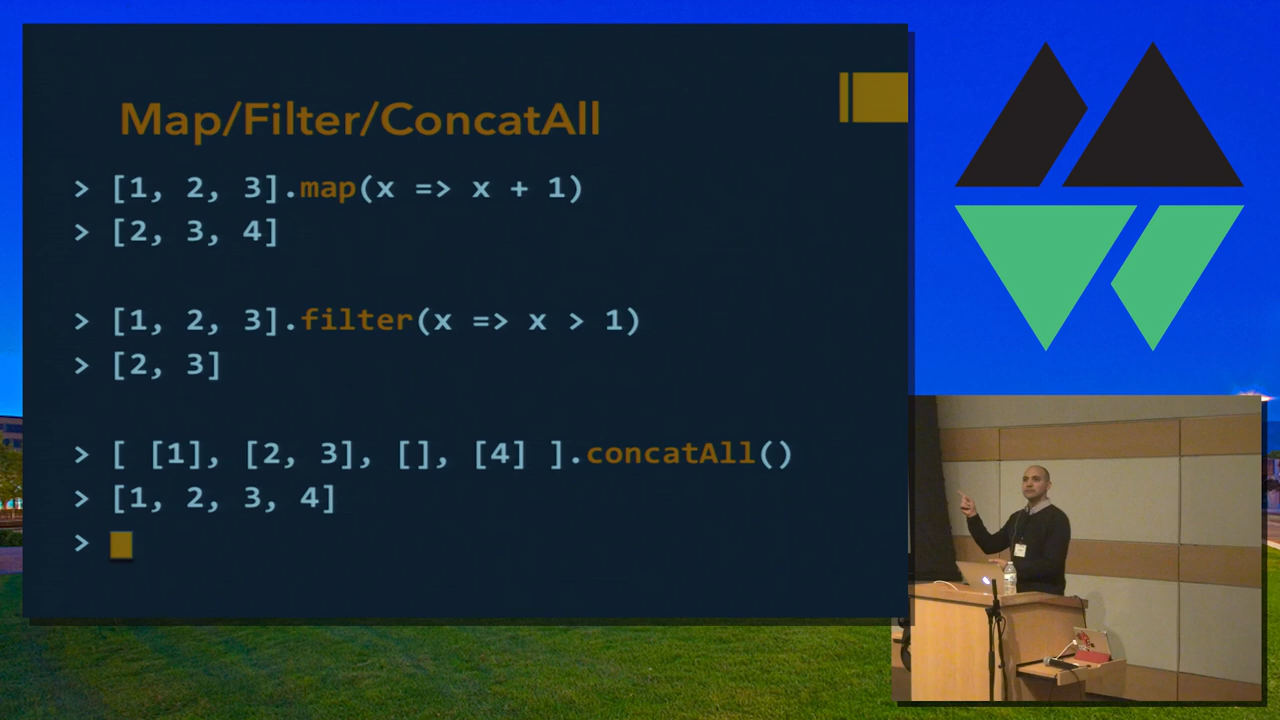 Map/Filter/ConcatAll
> [1, 2, 3].map(x => x + 1)
> [2, 3, 4]
> [1, 2, 3].filter(x => x > 1)
> [2, 3]
> [ [1], [2, 3], [], [4] ].concatAll()
> [1, 2, 3, 4]
>